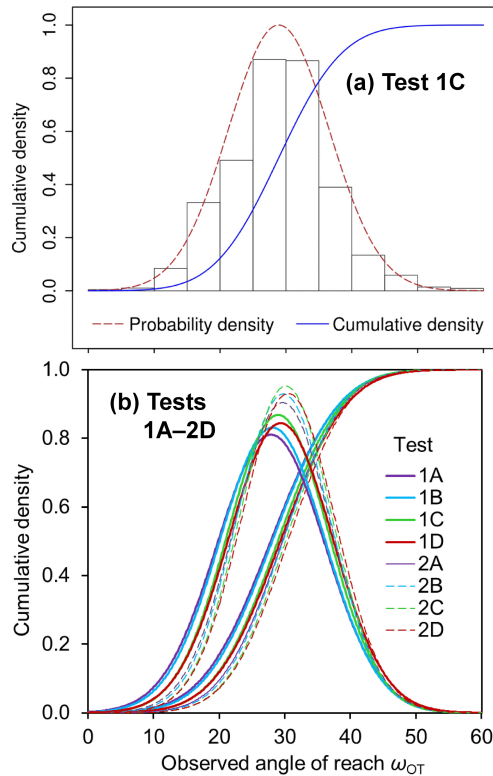 (a) Test 1C
Cumulative density
1.0
0.8
0.6
0.4
0.2
0.0
Probability density
Cumulative density
(b) Tests
1A–2D
Cumulative density
1.0
0.8
0.6
0.4
0.2
0.0
Test
1A
1B
1C
1D
2A
2B
2C
2D
0 10 20 30 40 50 60
Observed angle of reach ω_OT